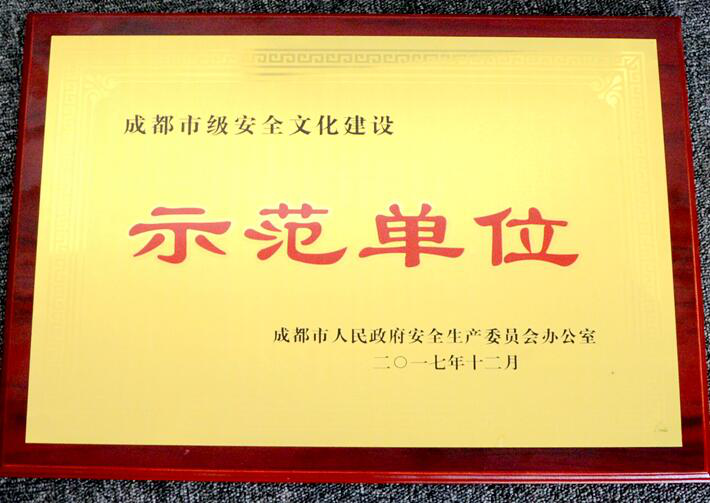 成都市级安全文化建设
示范单位
成都市人民政府安全生产委员会办公室
二〇一七年十二月